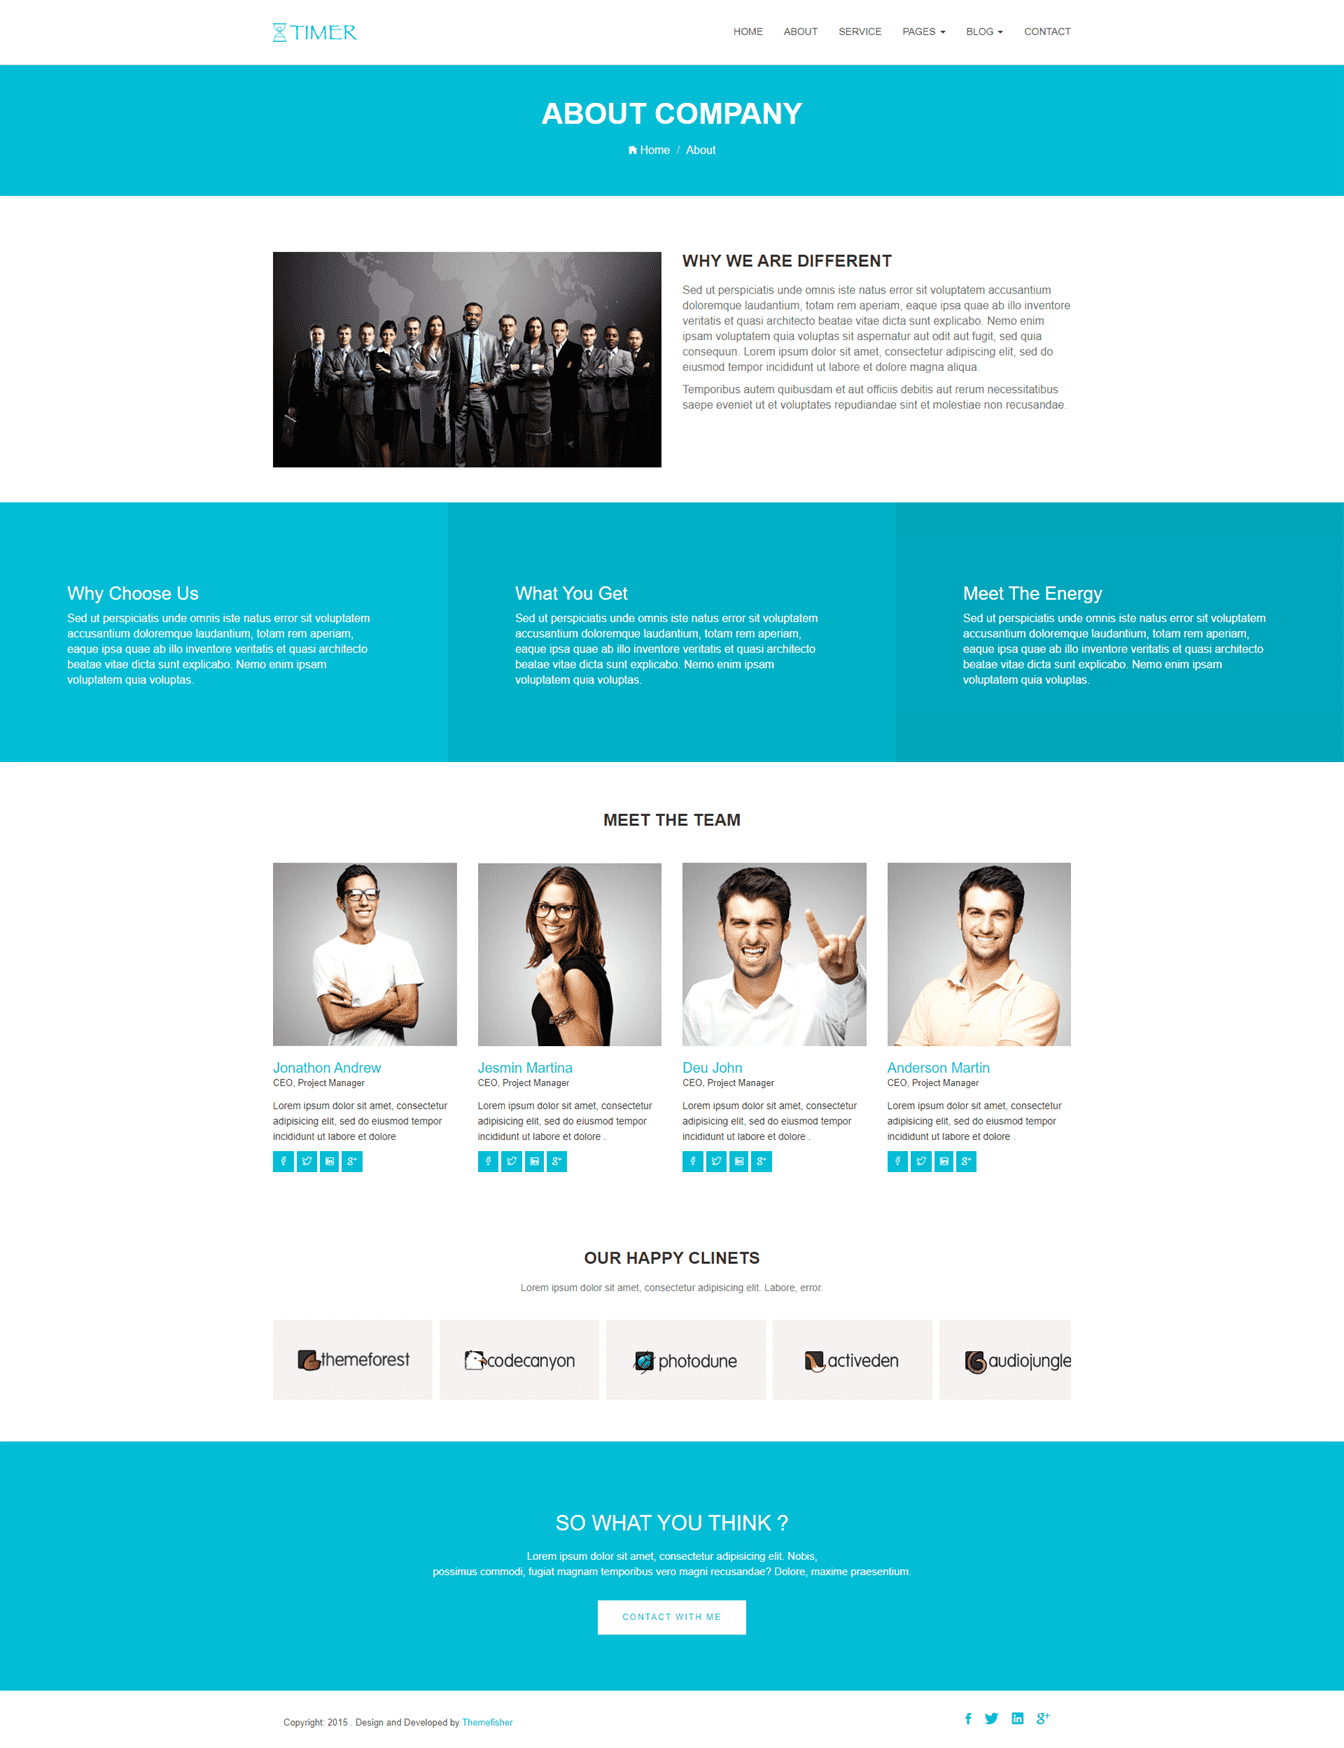 TIMER
HOME ABOUT SERVICE PAGES BLOG CONTACT
ABOUT COMPANY
Home / About
WHY WE ARE DIFFERENT
Sed ut perspiciatis unde omnis iste natus error sit voluptatem accusantium
doloremque laudantium, totam rem aperiam, eaque ipsa quae ab illo inventore
veritatis et quasi architecto beatae vitae dicta sunt explicabo. Nemo enim
ipsam voluptatem quia voluptas sit aspernatur aut odit aut fugit, sed quia
consequun. Lorem ipsum dolor sit amet, consectetur adipiscing elit, sed do
eiusmod tempor incididunt ut labore et dolore magna aliqua.
Temporibus autem quibusdam et aut officiis debitis aut rerum necessitatibus
saepe eveniet ut et voluptates repudiandae sint et molestiae non recusandae.
Why Choose Us
Sed ut perspiciatis unde omnis iste natus error sit voluptatem
accusantium doloremque laudantium, totam rem aperiam,
eaque ipsa quae ab illo inventore veritatis et quasi architecto
beatae vitae dicta sunt explicabo. Nemo enim ipsam
voluptatem quia voluptas.
What You Get
Sed ut perspiciatis unde omnis iste natus error sit voluptatem
accusantium doloremque laudantium, totam rem aperiam,
eaque ipsa quae ab illo inventore veritatis et quasi architecto
beatae vitae dicta sunt explicabo. Nemo enim ipsam
voluptatem quia voluptas.
Meet The Energy
Sed ut perspiciatis unde omnis iste natus error sit voluptatem
accusantium doloremque laudantium, totam rem aperiam,
eaque ipsa quae ab illo inventore veritatis et quasi architecto
beatae vitae dicta sunt explicabo. Nemo enim ipsam
voluptatem quia voluptas.
MEET THE TEAM
Jonathon Andrew
CEO, Project Manager
Lorem ipsum dolor sit amet, consectetur
adipisicing elit, sed do eiusmod tempor
incididunt ut labore et dolore
Jesmin Martina
CEO, Project Manager
Lorem ipsum dolor sit amet, consectetur
adipisicing elit, sed do eiusmod tempor
incididunt ut labore et dolore .
Deu John
CEO, Project Manager
Lorem ipsum dolor sit amet, consectetur
adipisicing elit, sed do eiusmod tempor
incididunt ut labore et dolore .
Anderson Martin
CEO, Project Manager
Lorem ipsum dolor sit amet, consectetur
adipisicing elit, sed do eiusmod tempor
incididunt ut labore et dolore .
OUR HAPPY CLINETS
Lorem ipsum dolor sit amet, consectetur adipisicing elit. Labore, error.
themeforest
codecanyon
photodune
activeden
audiojungle
SO WHAT YOU THINK ?
Lorem ipsum dolor sit amet, consectetur adipisicing elit. Nobis,
possimus commodi, fugiat magnam temporibus vero magni recusandae? Dolore, maxime praesentium.
CONTACT WITH ME
Copyright: 2015 . Design and Developed by Themefisher